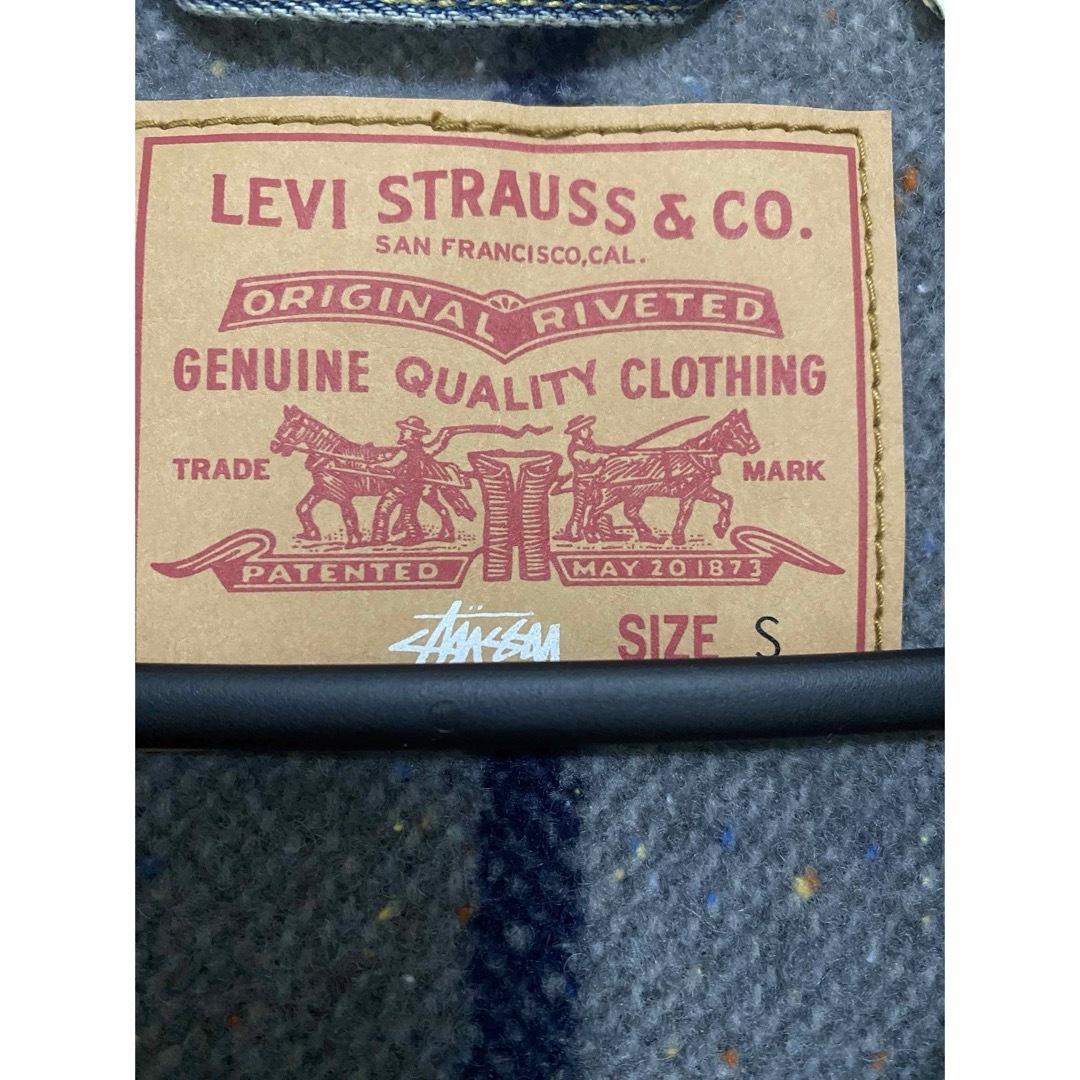 LEVI STRAUSS & CO.
SAN FRANCISCO, CAL.
ORIGINAL RIVETED
GENUINE QUALITY CLOTHING
TRADE MARK
PATENTED MAY 20 1873
Stüssy SIZE S